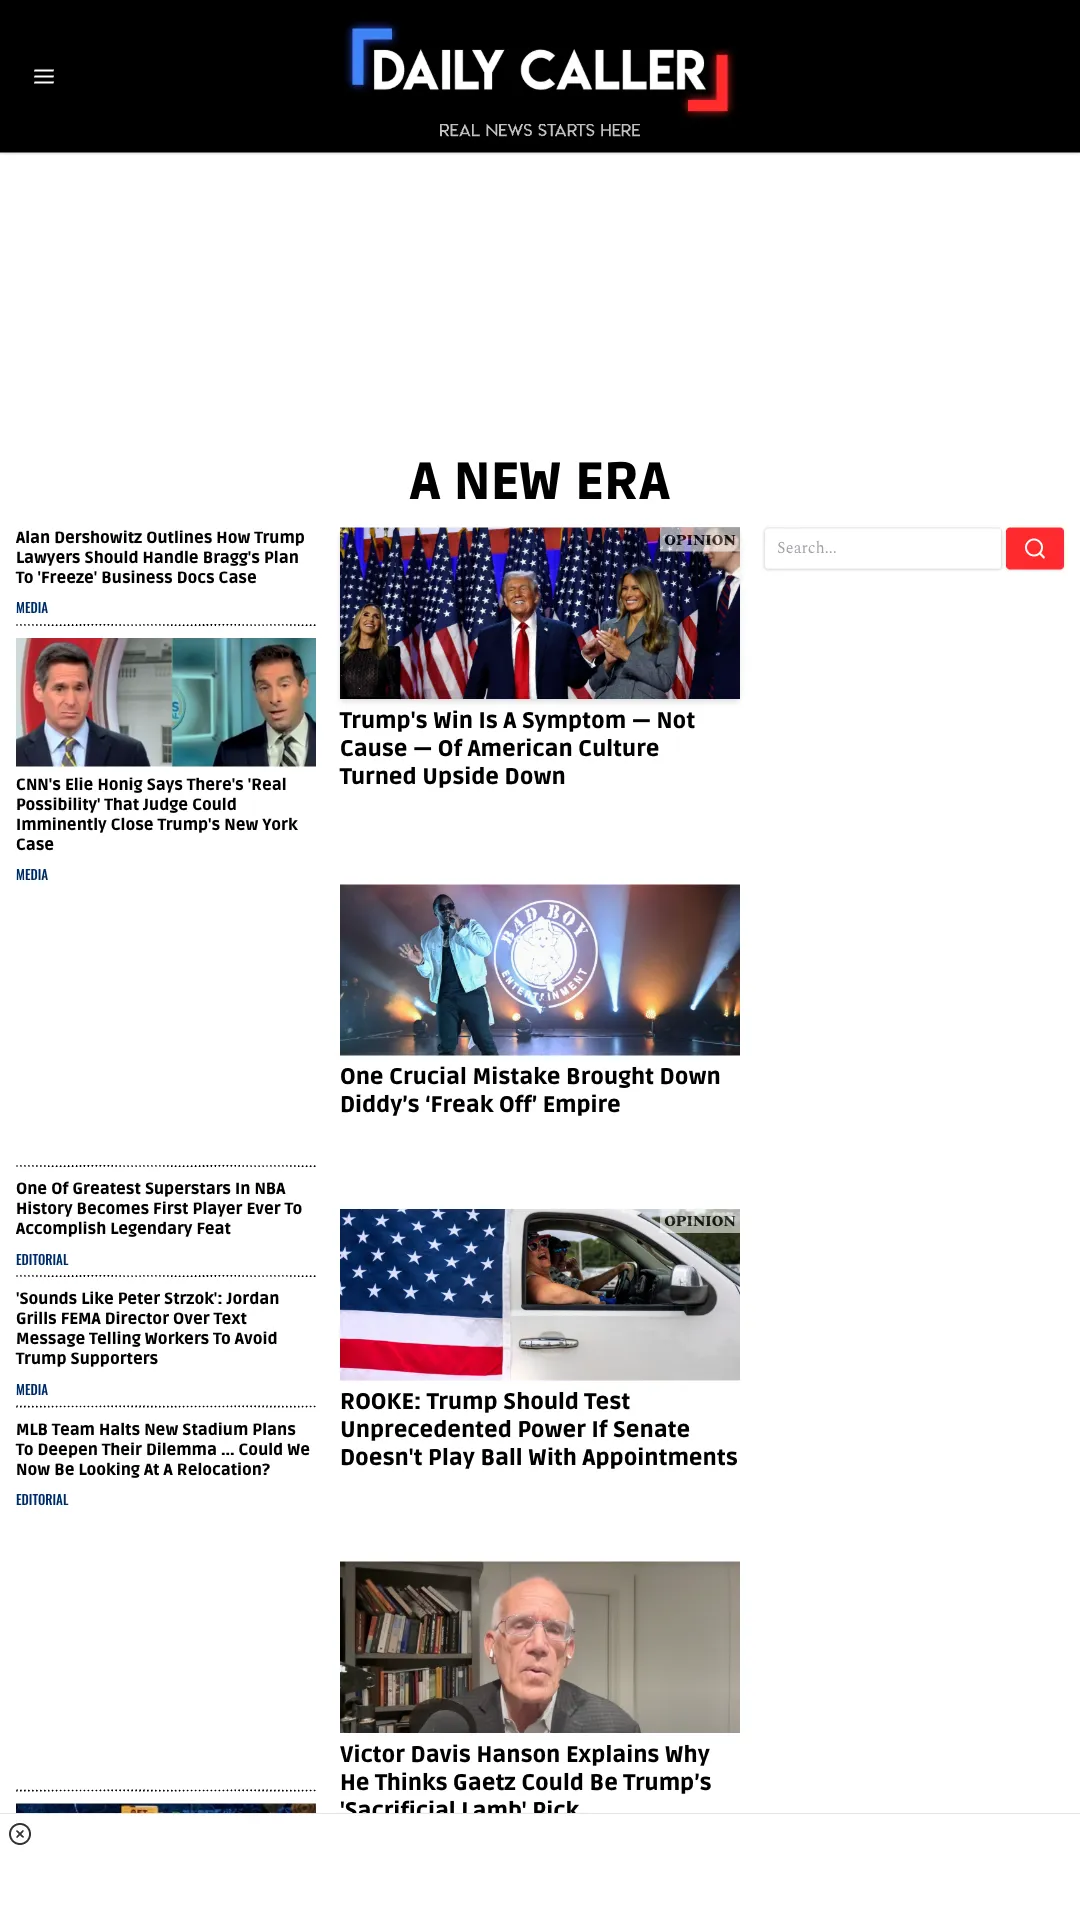 DAILY CALLER
REAL NEWS STARTS HERE
A NEW ERA
Alan Dershowitz Outlines How Trump
Lawyers Should Handle Bragg's Plan
To 'Freeze' Business Docs Case
MEDIA
CNN's Elie Honig Says There's 'Real
Possibility' That Judge Could
Imminently Close Trump's New York
Case
MEDIA
One Of Greatest Superstars In NBA
History Becomes First Player Ever To
Accomplish Legendary Feat
EDITORIAL
'Sounds Like Peter Strzok': Jordan
Grills FEMA Director Over Text
Message Telling Workers To Avoid
Trump Supporters
MEDIA
MLB Team Halts New Stadium Plans
To Deepen Their Dilemma ... Could We
Now Be Looking At A Relocation?
EDITORIAL
OPINION
Trump's Win Is A Symptom — Not
Cause — Of American Culture
Turned Upside Down
BAD BOY
ENTERTAINMENT
One Crucial Mistake Brought Down
Diddy’s ‘Freak Off’ Empire
OPINION
ROOKE: Trump Should Test
Unprecedented Power If Senate
Doesn't Play Ball With Appointments
Victor Davis Hanson Explains Why
He Thinks Gaetz Could Be Trump’s
'Sacrificial Lamb' Pick
Search...